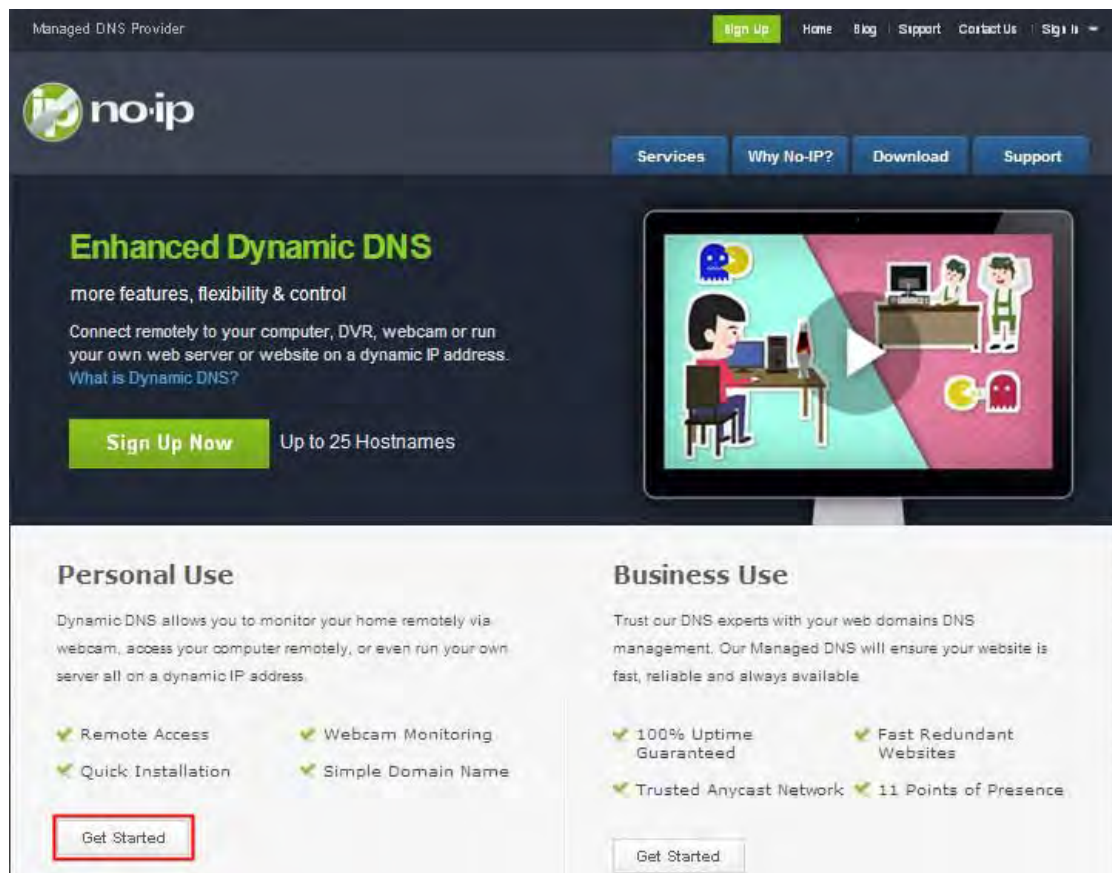 Managed DNS Provider
Sign Up Home Blog Support Contact Us Sign In
ip no·ip
Services Why No-IP? Download Support
Enhanced Dynamic DNS
more features, flexibility & control
Connect remotely to your computer, DVR, webcam or run
your own web server or website on a dynamic IP address.
What is Dynamic DNS?
Sign Up Now Up to 25 Hostnames
Personal Use
Dynamic DNS allows you to monitor your home remotely via
webcam, access your computer remotely, or even run your own
server all on a dynamic IP address.
Remote Access Webcam Monitoring
Quick Installation Simple Domain Name
Get Started
Business Use
Trust our DNS experts with your web domains DNS
management. Our Managed DNS will ensure your website is
fast, reliable and always available
100% Uptime
Guaranteed
Fast Redundant
Websites
Trusted Anycast Network 11 Points of Presence
Get Started